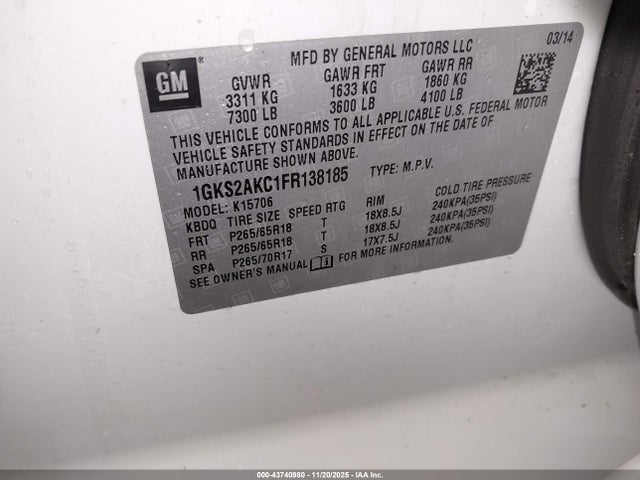 MFD BY GENERAL MOTORS LLC 03/14
GM
GVWR GAWR FRT GAWR RR
3311 KG 1633 KG 1860 KG
7300 LB 3600 LB 4100 LB
THIS VEHICLE CONFORMS TO ALL APPLICABLE U.S. FEDERAL MOTOR
VEHICLE SAFETY STANDARDS IN EFFECT ON THE DATE OF
MANUFACTURE SHOWN ABOVE.
1GKS2AKC1FR138185 TYPE: M.P.V.
MODEL: K15706
KBDQ TIRE SIZE SPEED RTG RIM COLD TIRE PRESSURE
FRT P265/65R18 T 18X8.5J 240KPA(35PSI)
RR P265/65R18 T 18X8.5J 240KPA(35PSI)
SPA P265/70R17 S 17X7.5J 240KPA(35PSI)
SEE OWNER'S MANUAL FOR MORE INFORMATION.
000-43740980 - 11/20/2025 - IAA Inc.